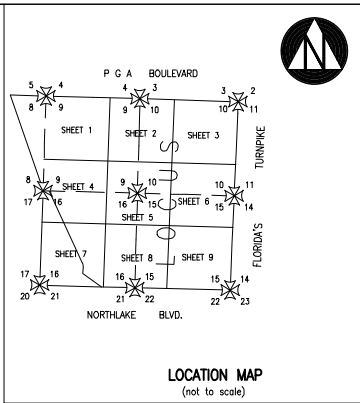 P G A BOULEVARD
5 4
8 9
4 3
9 10
3 2
10 11
SHEET 1
SHEET 2
SHEET 3
TURNPIKE
8 9
17 16
SHEET 4
9 10
16 15
SHEET 6
10 11
15 14
SHEET 5
LOCUS
FLORIDA'S
SHEET 7
SHEET 8
SHEET 9
17 16
20 21
16 15
21 22
15 14
22 23
NORTHLAKE BLVD.
LOCATION MAP
(not to scale)